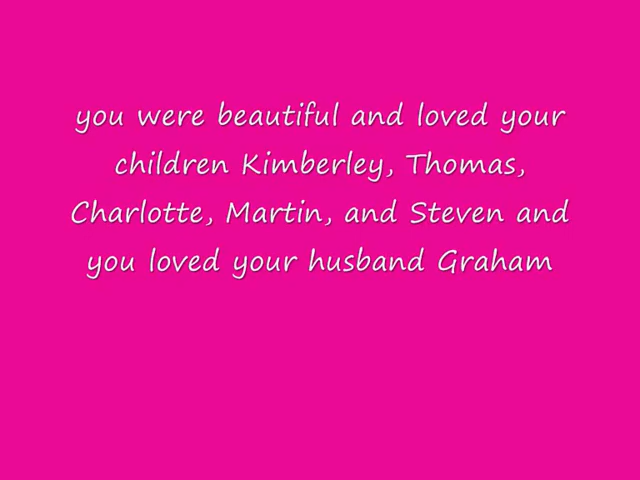 you were beautiful and loved your
children Kimberley, Thomas,
Charlotte, Martin, and Steven and
you loved your husband Graham